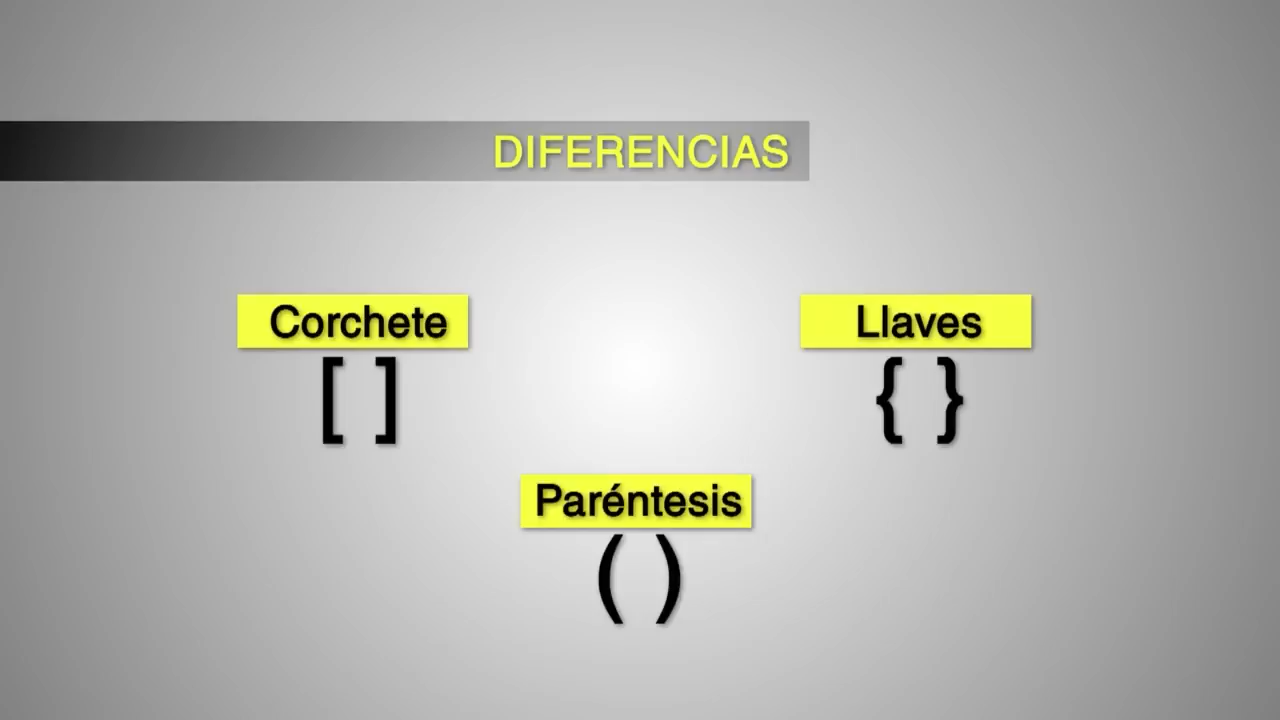 DIFERENCIAS
Corchete
Llaves
[ ]
{ }
Paréntesis
( )